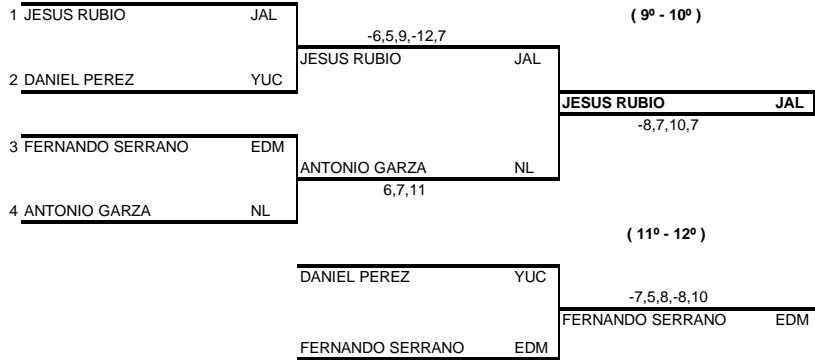 1 JESUS RUBIO JAL ( 9º - 10º )
-6,5,9,-12,7
JESUS RUBIO JAL
2 DANIEL PEREZ YUC
JESUS RUBIO JAL
-8,7,10,7
3 FERNANDO SERRANO EDM
ANTONIO GARZA NL
6,7,11
4 ANTONIO GARZA NL
( 11º - 12º )
DANIEL PEREZ YUC
-7,5,8,-8,10
FERNANDO SERRANO EDM
FERNANDO SERRANO EDM